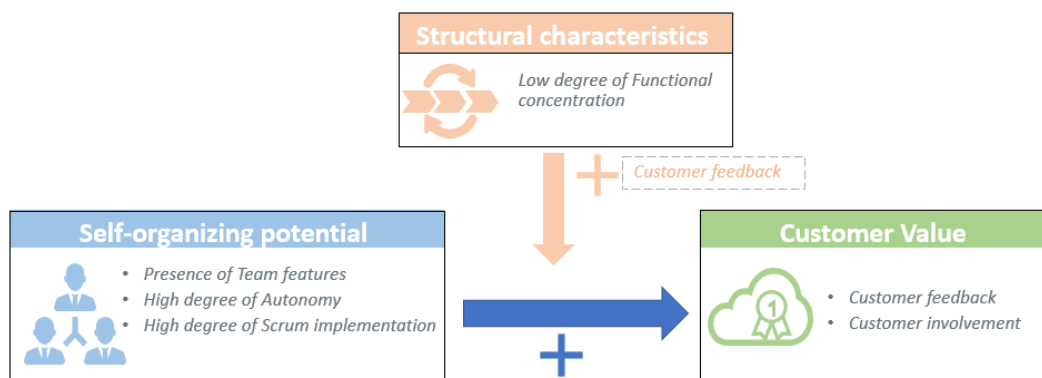 Structural characteristics
Low degree of Functional
concentration
Customer feedback
Self-organizing potential
• Presence of Team features
• High degree of Autonomy
• High degree of Scrum implementation
Customer Value
1
• Customer feedback
• Customer involvement